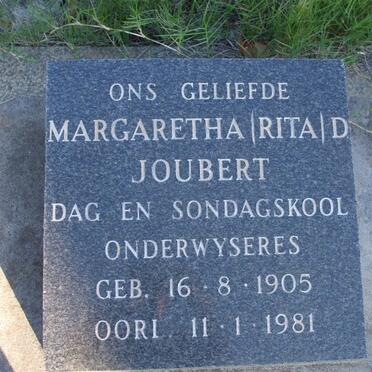 ONS GELIEFDE
MARGARETHA (RITA) D
JOUBERT
DAG EN SONDAGSKOOL
ONDERWYSERES
GEB. 16 · 8 · 1905
OORL. 11 · 1 · 1981